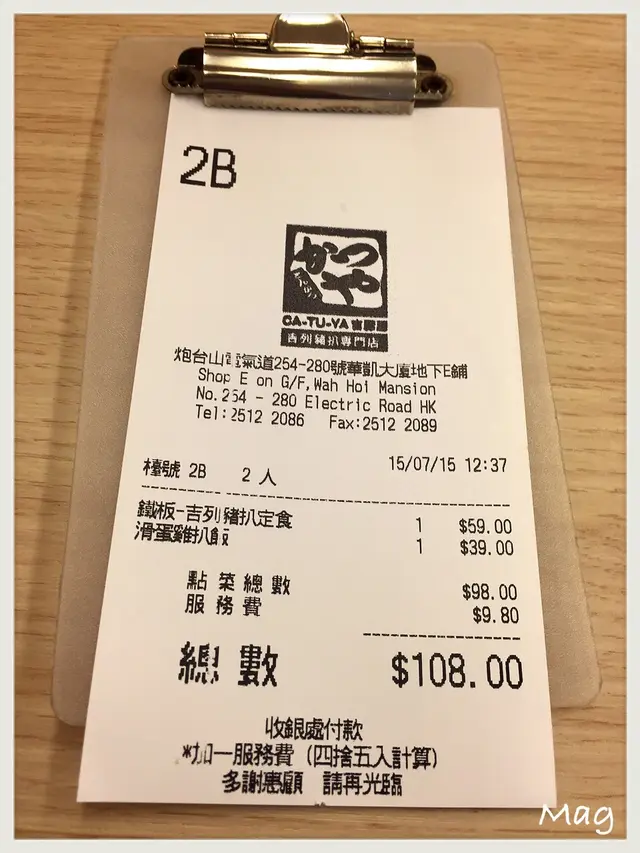 2B
かつや
CA-TU-YA 吉豚屋
吉列豬扒專門店
炮台山電氣道254-280號華凱大廈地下E舖
Shop E on G/F,Wah Hoi Mansion
No.254 - 280 Electric Road HK
Tel:2512 2086 Fax:2512 2089
檯號 2B 2 人 15/07/15 12:37
鐵板-吉列豬扒定食 1 $59.00
滑蛋雞扒飯 1 $39.00
點菜總數 $98.00
服務費 $9.80
總數 $108.00
收銀處付款
*加一服務費 (四捨五入計算)
多謝惠顧 請再光臨
Mag